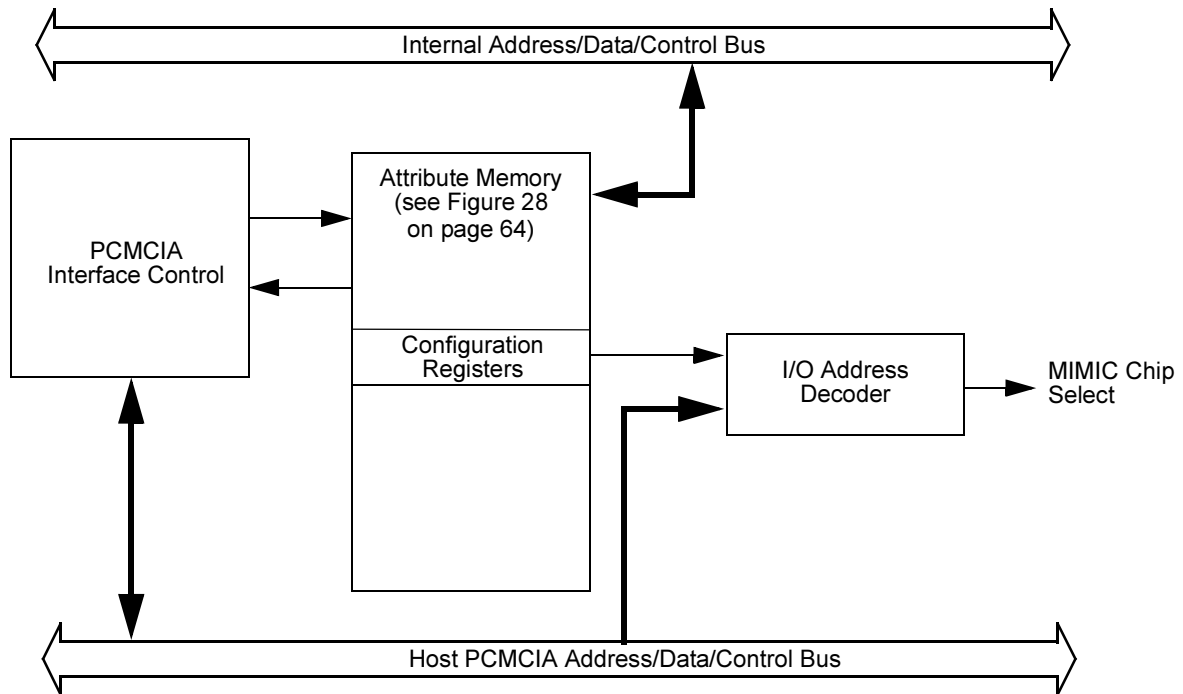 Internal Address/Data/Control Bus
Attribute Memory
(see Figure 28
on page 64)
PCMCIA
Interface Control
Configuration
Registers
I/O Address
Decoder
MIMIC Chip
Select
Host PCMCIA Address/Data/Control Bus